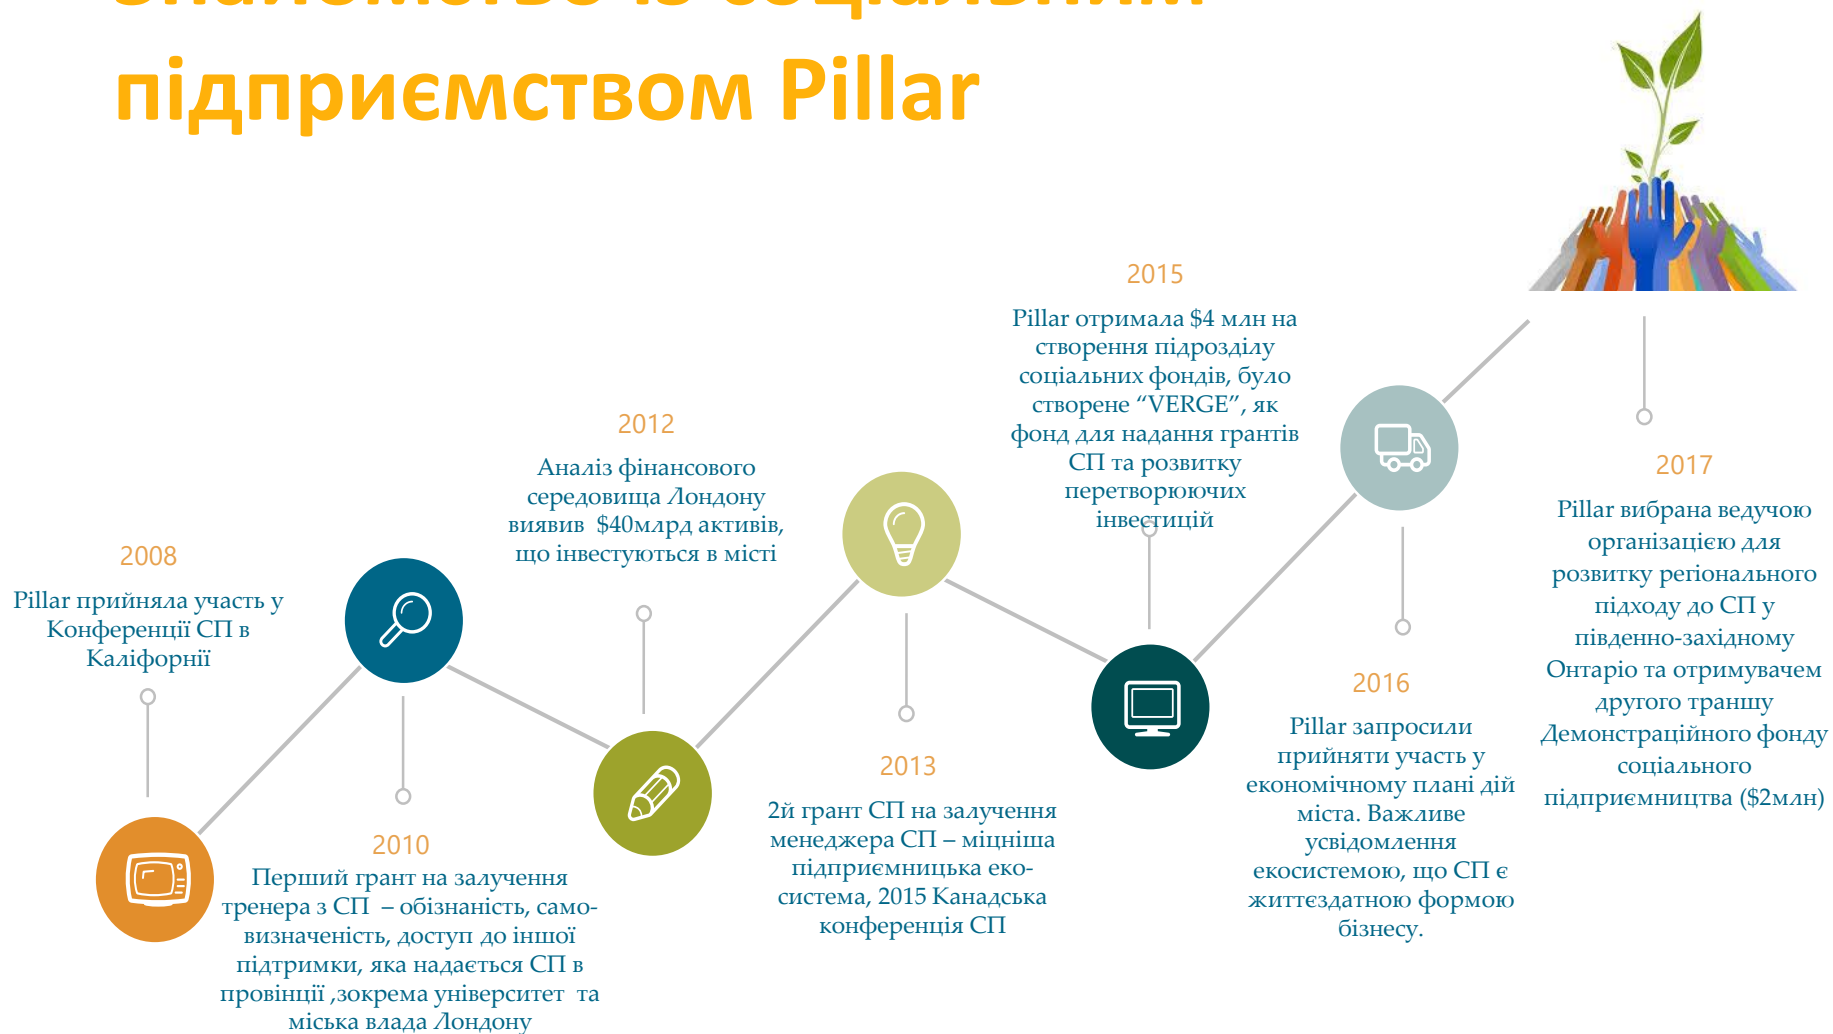 Знайомство із соціальним
підприємством Pillar
2008
Pillar прийняла участь у
Конференції СП в
Каліфорнії
2010
Перший грант на залучення
тренера з СП – обізнаність, само-
визначеність, доступ до іншої
підтримки, яка надається СП в
провінції ,зокрема університет та
міська влада Лондону
2012
Аналіз фінансового
середовища Лондону
виявив $40млрд активів,
що інвестуються в місті
2013
2й грант СП на залучення
менеджера СП – міцніша
підприємницька еко-
система, 2015 Канадська
конференція СП
2015
Pillar отримала $4 млн на
створення підрозділу
соціальних фондів, було
створене “VERGE”, як
фонд для надання грантів
СП та розвитку
перетворюючих
інвестицій
2016
Pillar запросили
прийняти участь у
економічному плані дій
міста. Важливе
усвідомлення
екосистемою, що СП є
життєздатною формою
бізнесу.
2017
Pillar вибрана ведучою
організацією для
розвитку регіонального
підходу до СП у
південно-західному
Онтаріо та отримувачем
другого траншу
Демонстраційного фонду
соціального
підприємництва ($2млн)